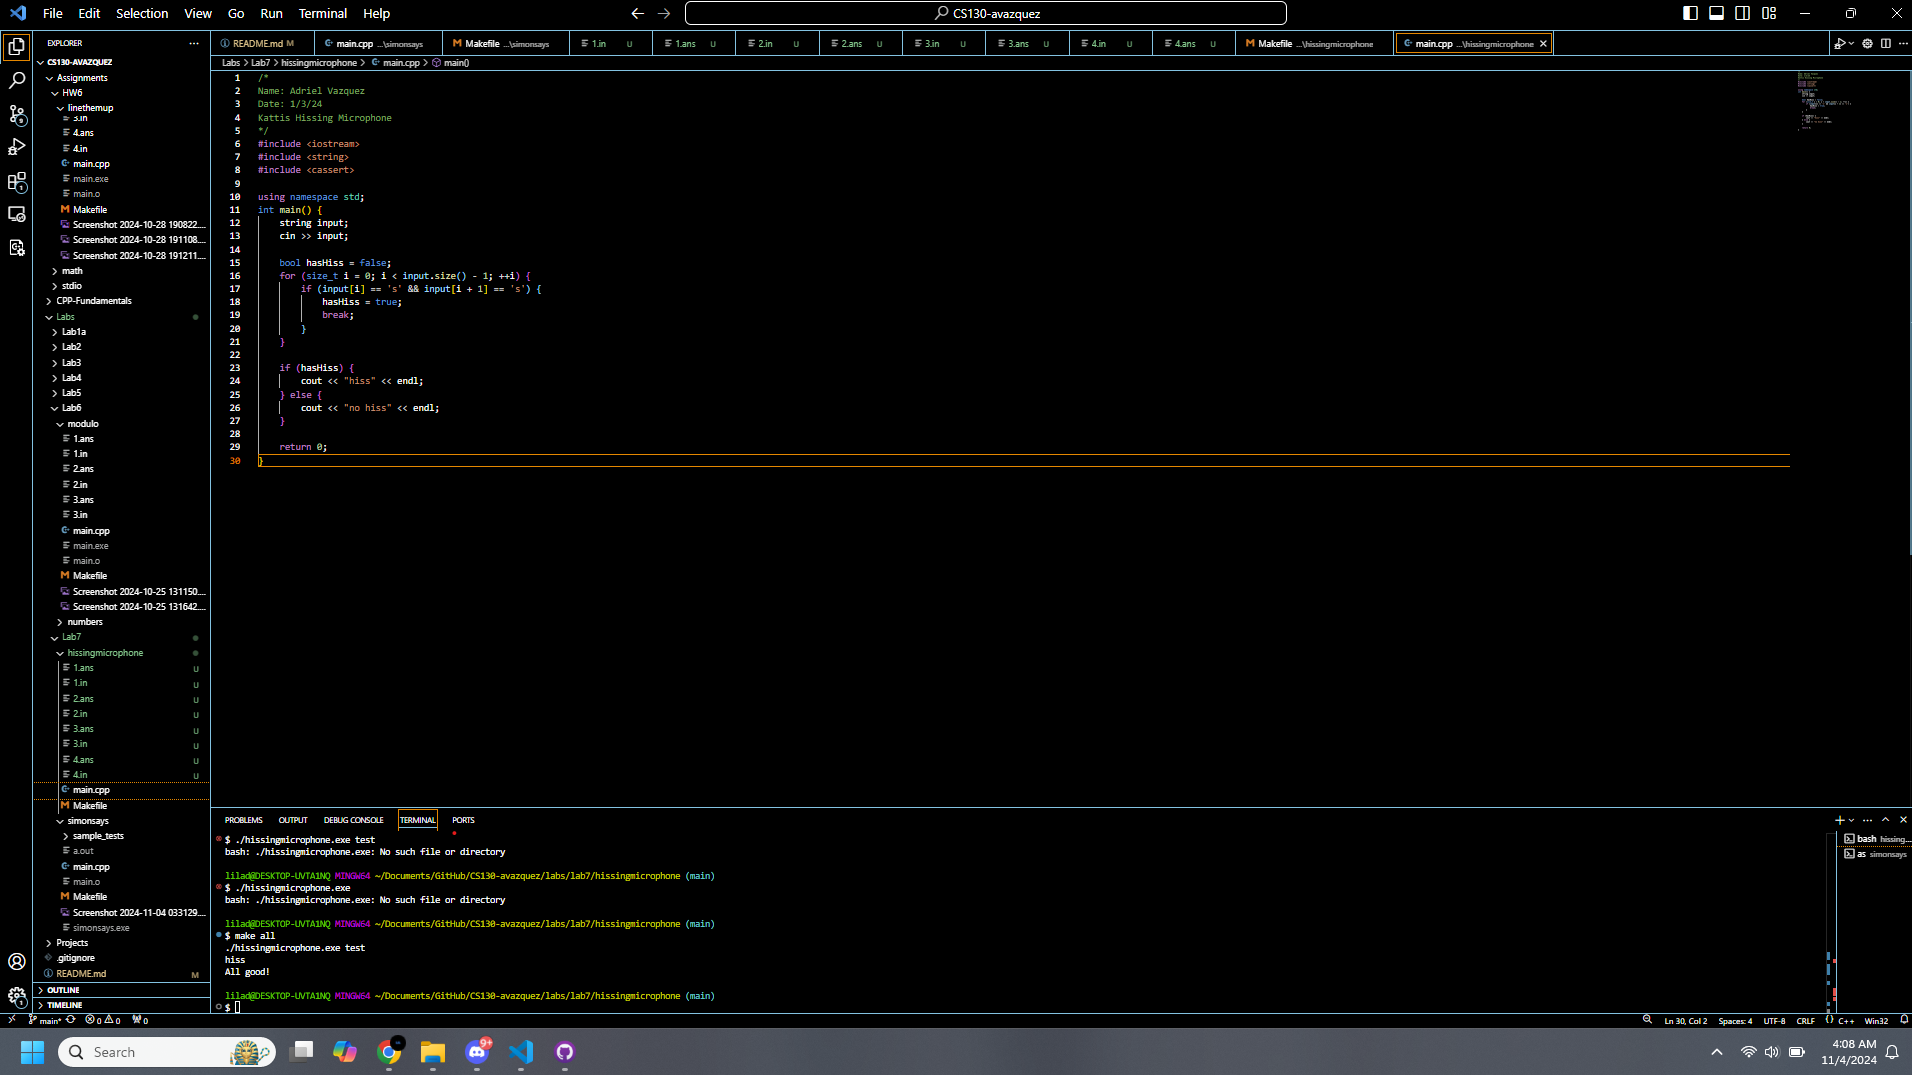 File Edit Selection View Go Run Terminal Help
CS130-avazquez
EXPLORER
README.md M
main.cpp ...\simonsays
Makefile ...\simonsays
1.in U
1.ans U
2.in U
2.ans U
3.in U
3.ans U
4.in U
4.ans U
Makefile ...\hissingmicrophone
main.cpp ...\hissingmicrophone
Labs > Lab7 > hissingmicrophone > main.cpp > main()
CS130-AVAZQUEZ
Assignments
HW6
linethemup
3.in
4.ans
4.in
main.cpp
main.exe
main.o
Makefile
Screenshot 2024-10-28 190822....
Screenshot 2024-10-28 191108....
Screenshot 2024-10-28 191211....
math
stdio
CPP-Fundamentals
Labs
Lab1a
Lab2
Lab3
Lab4
Lab5
Lab6
modulo
1.ans
1.in
2.ans
2.in
3.ans
3.in
main.cpp
main.exe
main.o
Makefile
Screenshot 2024-10-25 131150....
Screenshot 2024-10-25 131642....
numbers
Lab7
hissingmicrophone
1.ans U
1.in U
2.ans U
2.in U
3.ans U
3.in U
4.ans U
4.in U
main.cpp
Makefile
simonsays
sample_tests
a.out
main.cpp
main.o
Makefile
Screenshot 2024-11-04 033129....
simonsays.exe
Projects
.gitignore
README.md M
OUTLINE
TIMELINE
1 /*
2 Name: Adriel Vazquez
3 Date: 1/3/24
4 Kattis Hissing Microphone
5 */
6 #include <iostream>
7 #include <string>
8 #include <cassert>
9
10 using namespace std;
11 int main() {
12 string input;
13 cin >> input;
14
15 bool hasHiss = false;
16 for (size_t i = 0; i < input.size() - 1; ++i) {
17 if (input[i] == 's' && input[i + 1] == 's') {
18 hasHiss = true;
19 break;
20 }
21 }
22
23 if (hasHiss) {
24 cout << "hiss" << endl;
25 } else {
26 cout << "no hiss" << endl;
27 }
28
29 return 0;
30 }
PROBLEMS OUTPUT DEBUG CONSOLE TERMINAL PORTS
$ ./hissingmicrophone.exe test
bash: ./hissingmicrophone.exe: No such file or directory
lilad@DESKTOP-UVTA1NQ MINGW64 ~/Documents/GitHub/CS130-avazquez/labs/lab7/hissingmicrophone (main)
$ ./hissingmicrophone.exe
bash: ./hissingmicrophone.exe: No such file or directory
lilad@DESKTOP-UVTA1NQ MINGW64 ~/Documents/GitHub/CS130-avazquez/labs/lab7/hissingmicrophone (main)
$ make all
./hissingmicrophone.exe test
hiss
All good!
lilad@DESKTOP-UVTA1NQ MINGW64 ~/Documents/GitHub/CS130-avazquez/labs/lab7/hissingmicrophone (main)
$
bash hissing...
as simonsays
main* 0 0 0
Ln 30, Col 2 Spaces: 4 UTF-8 CRLF {} C++ Win32
Search
9+
4:08 AM
11/4/2024